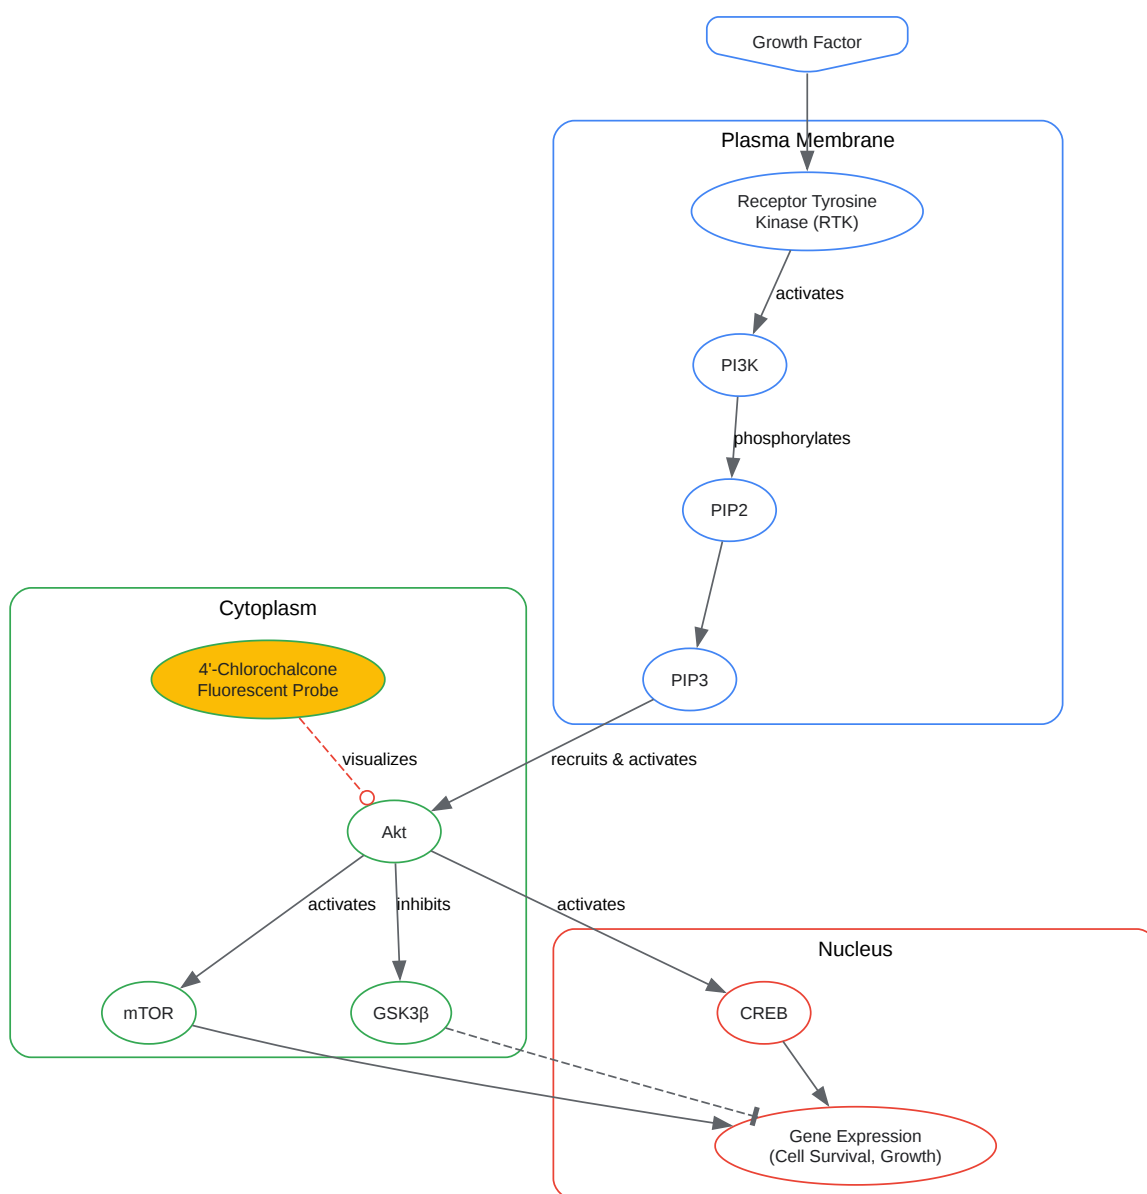 Growth Factor
Plasma Membrane
Receptor Tyrosine
Kinase (RTK)
activates
PI3K
phosphorylates
PIP2
PIP3
recruits & activates
Cytoplasm
4'-Chlorochalcone
Fluorescent Probe
visualizes
Akt
activates
inhibits
activates
mTOR
GSK3β
Nucleus
CREB
Gene Expression
(Cell Survival, Growth)